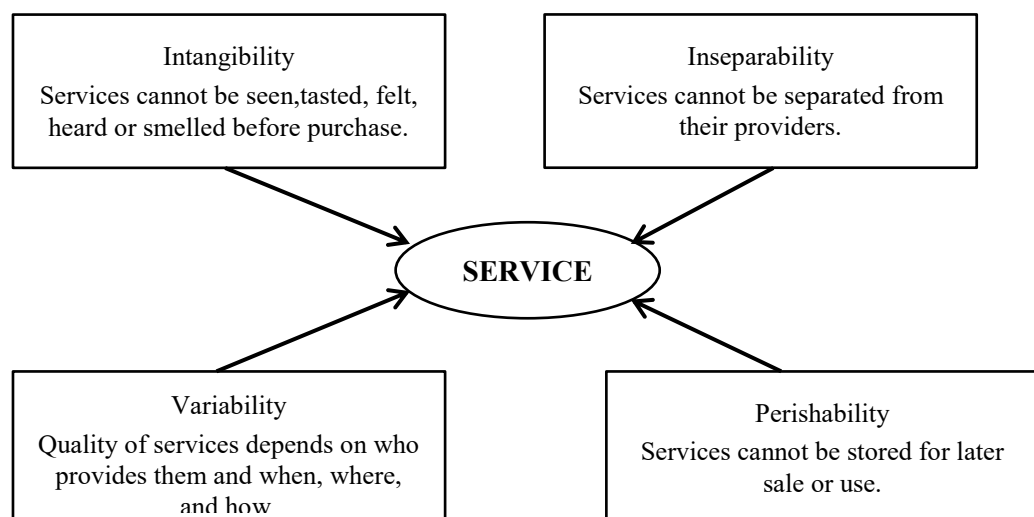 Intangibility
Services cannot be seen,tasted, felt,
heard or smelled before purchase.
Inseparability
Services cannot be separated from
their providers.
SERVICE
Variability
Quality of services depends on who
provides them and when, where,
and how
Perishability
Services cannot be stored for later
sale or use.